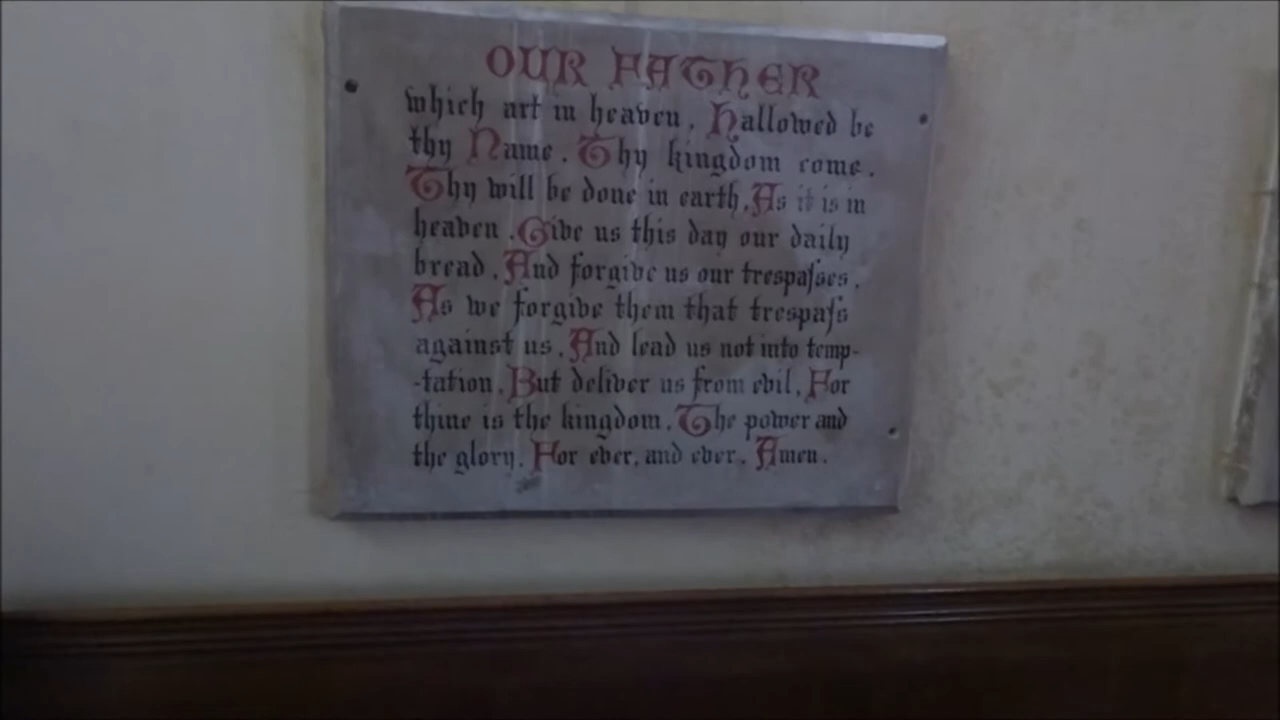 OUR FATHER
which art in heaven. Hallowed be
thy Name. Thy kingdom come.
Thy will be done in earth. As it is in
heaven. Give us this day our daily
bread. And forgive us our trespaſses.
As we forgive them that trespaſs
against us. And lead us not into temp-
-tation. But deliver us from evil. For
thine is the kingdom. The power and
the glory. For ever, and ever. Amen.